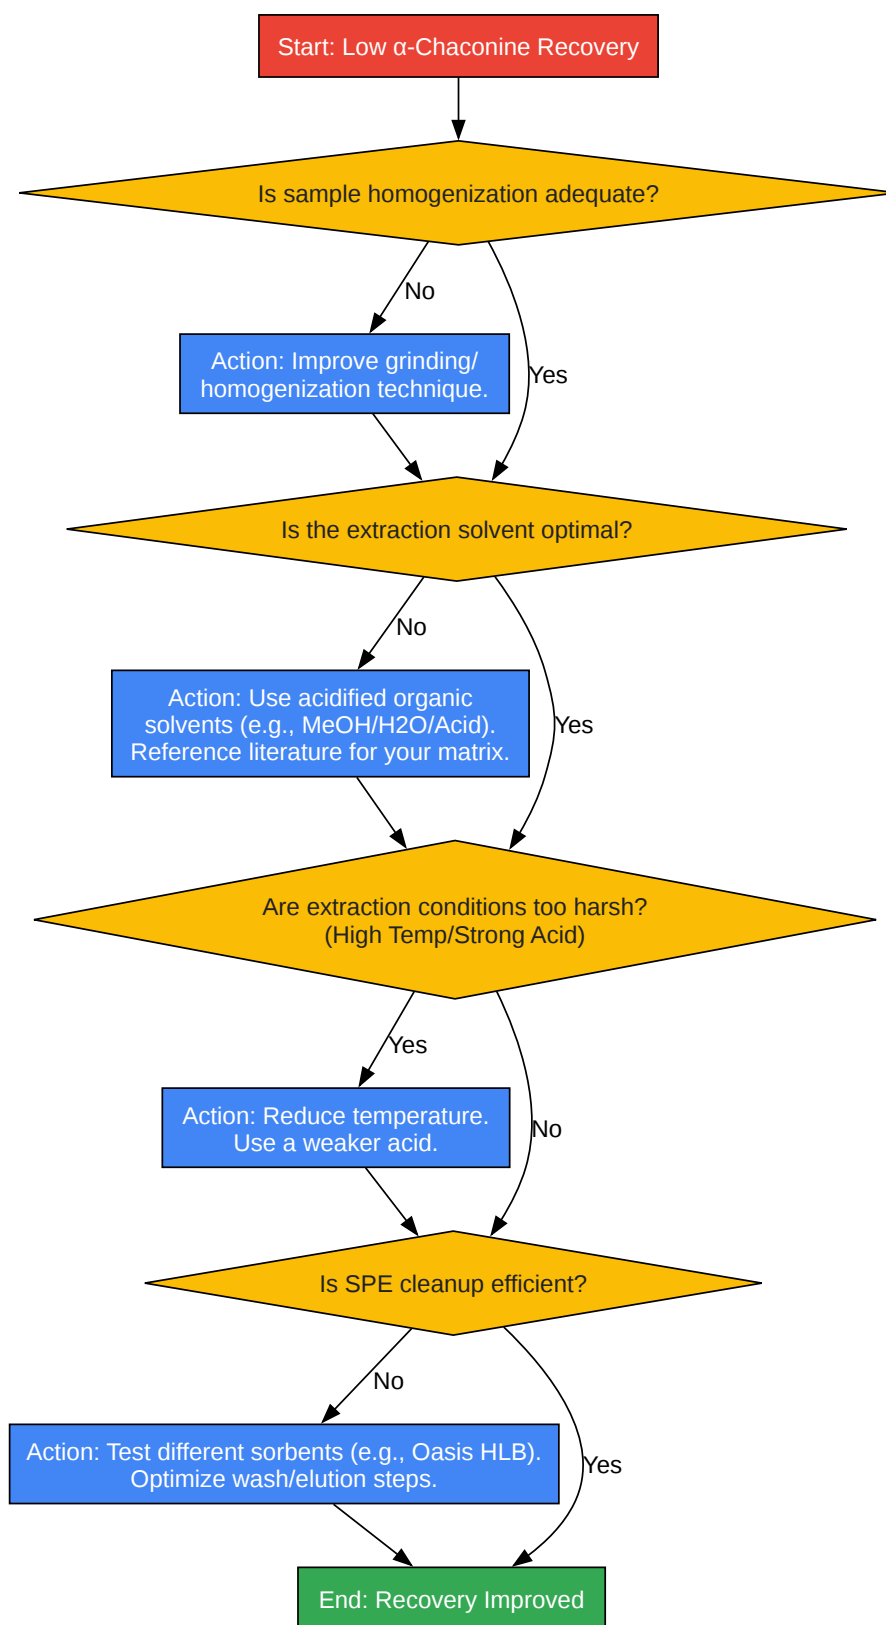 Start: Low α-Chaconine Recovery
Is sample homogenization adequate?
No
Action: Improve grinding/
homogenization technique.
Yes
Is the extraction solvent optimal?
No
Action: Use acidified organic
solvents (e.g., MeOH/H2O/Acid).
Reference literature for your matrix.
Yes
Are extraction conditions too harsh?
(High Temp/Strong Acid)
Yes
Action: Reduce temperature.
Use a weaker acid.
No
Is SPE cleanup efficient?
No
Action: Test different sorbents (e.g., Oasis HLB).
Optimize wash/elution steps.
Yes
End: Recovery Improved